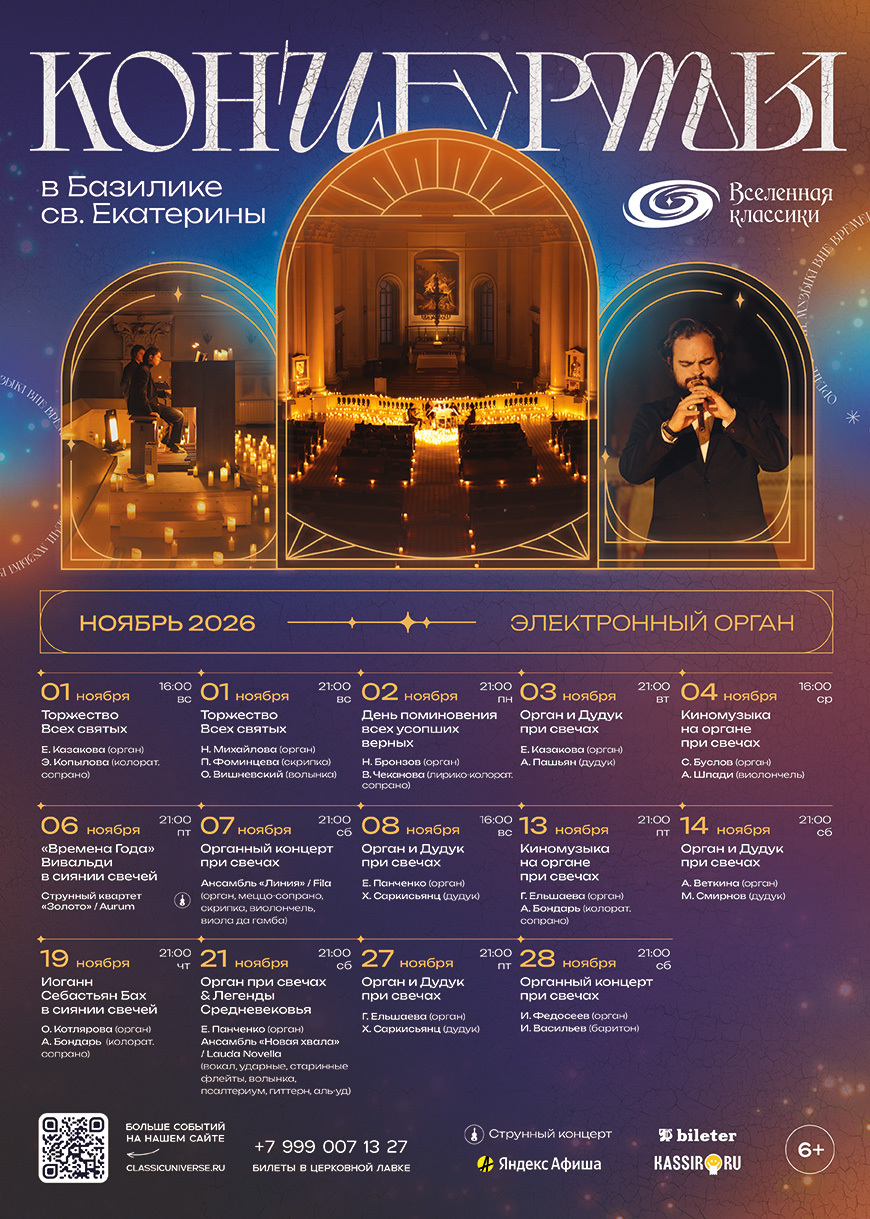 КОНЦЕРТЫ
в Базилике
св. Екатерины
Вселенная
классики
НОЯБРЬ 2026
ЭЛЕКТРОННЫЙ ОРГАН
01 ноября 16:00 вс
Торжество
Всех святых
Е. Казакова (орган)
Э. Копылова (колорат.
сопрано)
01 ноября 21:00 вс
Торжество
Всех святых
Н. Михайлова (орган)
П. Фоминцева (скрипка)
О. Вишневский (волынка)
02 ноября 21:00 пн
День поминовения
всех усопших
верных
Н. Бронзов (орган)
В. Чеканова (лирико-колорат.
сопрано)
03 ноября 21:00 вт
Орган и Дудук
при свечах
Е. Казакова (орган)
А. Пашьян (дудук)
04 ноября 16:00 ср
Киномузыка
на органе
при свечах
С. Буслов (орган)
А. Шпади (виолончель)
06 ноября 21:00 пт
«Времена Года»
Вивальди
в сиянии свечей
Струнный квартет
«Золото» / Aurum
07 ноября 21:00 сб
Органный концерт
при свечах
Ансамбль «Линия» / Fila
(орган, меццо-сопрано,
скрипка, виолончель,
виола да гамба)
08 ноября 16:00 вс
Орган и Дудук
при свечах
Е. Панченко (орган)
Х. Саркисьянц (дудук)
13 ноября 21:00 пт
Киномузыка
на органе
при свечах
Г. Ельшаева (орган)
А. Бондарь (колорат.
сопрано)
14 ноября 21:00 сб
Орган и Дудук
при свечах
А. Веткина (орган)
М. Смирнов (дудук)
19 ноября 21:00 чт
Иоганн
Себастьян Бах
в сиянии свечей
О. Котлярова (орган)
А. Бондарь (колорат.
сопрано)
21 ноября 21:00 сб
Орган при свечах
& Легенды
Средневековья
Е. Панченко (орган)
Ансамбль «Новая хвала»
/ Lauda Novella
(вокал, ударные, старинные
флейты, волынка,
псалтериум, гиттерн, аль-уд)
27 ноября 21:00 пт
Орган и Дудук
при свечах
Г. Ельшаева (орган)
Х. Саркисьянц (дудук)
28 ноября 21:00 сб
Органный концерт
при свечах
И. Федосеев (орган)
И. Васильев (баритон)
БОЛЬШЕ СОБЫТИЙ
НА НАШЕМ САЙТЕ
CLASSICUNIVERSE.RU
+7 999 007 13 27
БИЛЕТЫ В ЦЕРКОВНОЙ ЛАВКЕ
Струнный концерт
Яндекс Афиша
bileter
KASSIR RU
6+